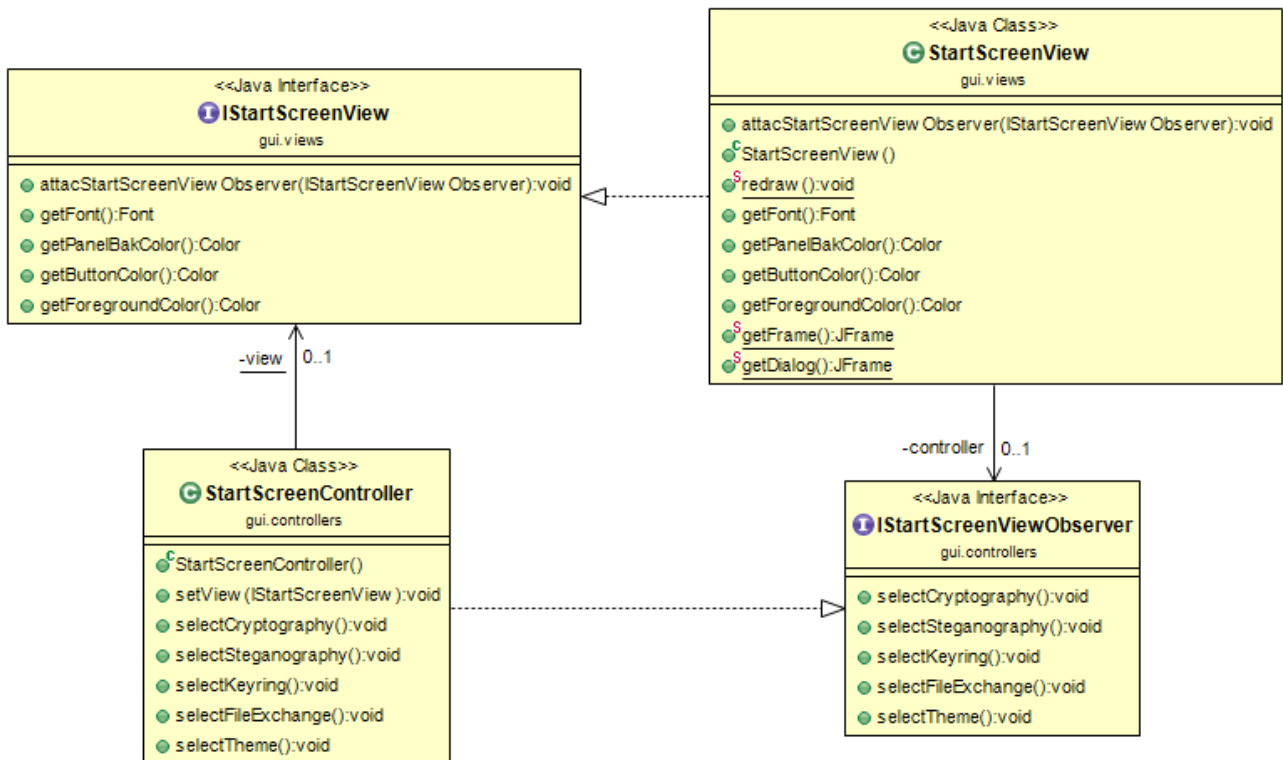 <<Java Interface>>
IStartScreenView
gui.views
attacStartScreenView Observer(IStartScreenView Observer):void
getFont():Font
getPanelBakColor():Color
getButtonColor():Color
getForegroundColor():Color
<<Java Class>>
StartScreenView
gui.views
attacStartScreenView Observer(IStartScreenView Observer):void
StartScreenView ()
redraw ():void
getFont():Font
getPanelBakColor():Color
getButtonColor():Color
getForegroundColor():Color
getFrame():JFrame
getDialog():JFrame
-view 0..1
-controller 0..1
<<Java Class>>
StartScreenController
gui.controllers
StartScreenController()
setView (IStartScreenView ):void
selectCryptography():void
selectSteganography():void
selectKeyring():void
selectFileExchange():void
selectTheme():void
<<Java Interface>>
IStartScreenViewObserver
gui.controllers
selectCryptography():void
selectSteganography():void
selectKeyring():void
selectFileExchange():void
selectTheme():void